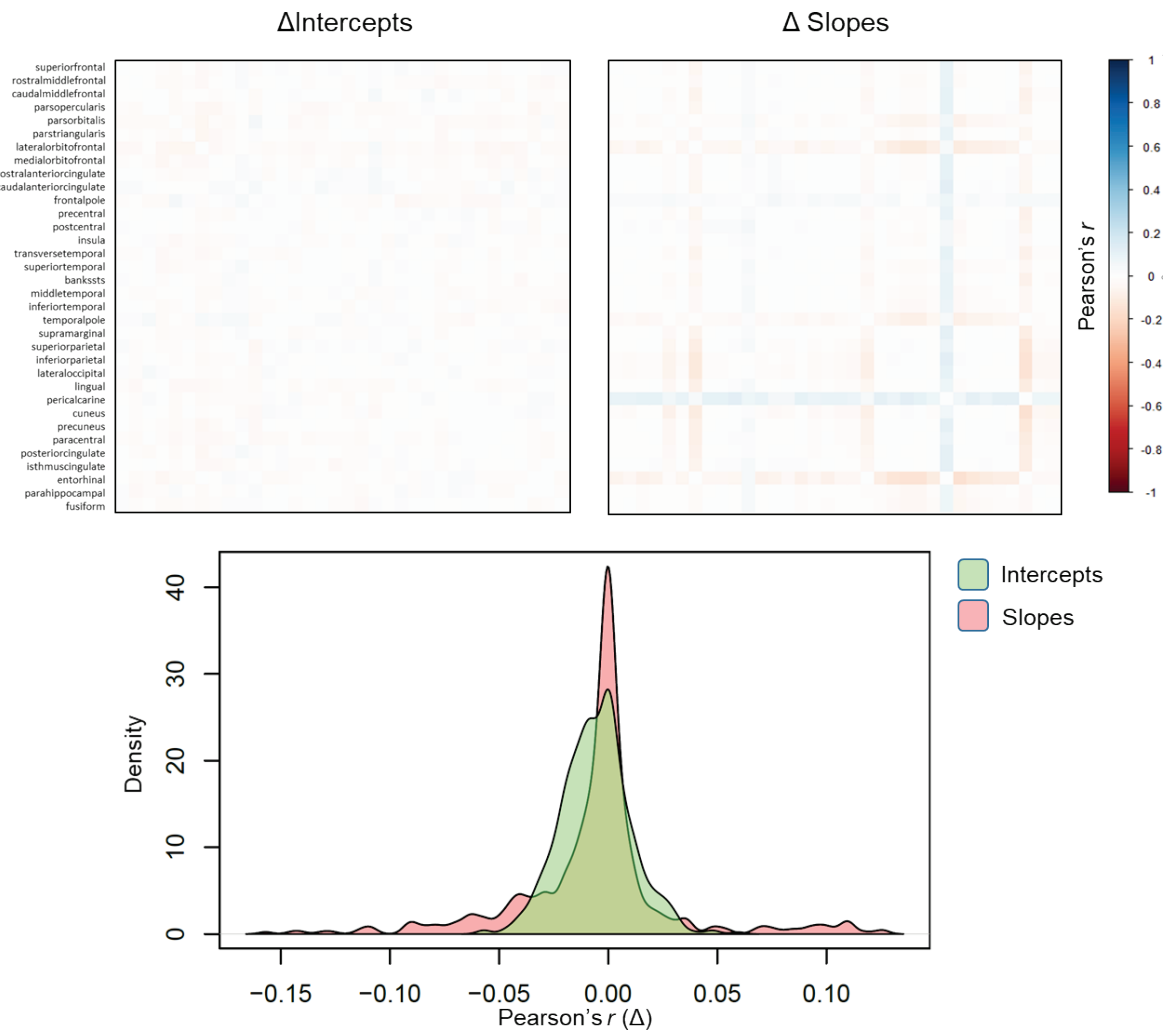 ΔIntercepts
Δ Slopes
superiorfrontal
rostralmiddlefrontal
caudalmiddlefrontal
parsopercularis
parsorbitalis
parstriangularis
lateralorbitofrontal
medialorbitofrontal
ostralanteriorcingulate
caudalanteriorcingulate
frontalpole
precentral
postcentral
insula
transversetemporal
superiortemporal
bankssts
middletemporal
inferiortemporal
temporalpole
supramarginal
superiorparietal
inferiorparietal
lateraloccipital
lingual
pericalcarine
cuneus
precuneus
paracentral
posteriorcingulate
isthmuscingulate
entorhinal
parahippocampal
fusiform
Pearson's r
1
0.8
0.6
0.4
0.2
0
-0.2
-0.4
-0.6
-0.8
-1
Intercepts
Slopes
Density
40
30
20
10
0
−0.15 −0.10 −0.05 0.00 0.05 0.10
Pearson's r (Δ)